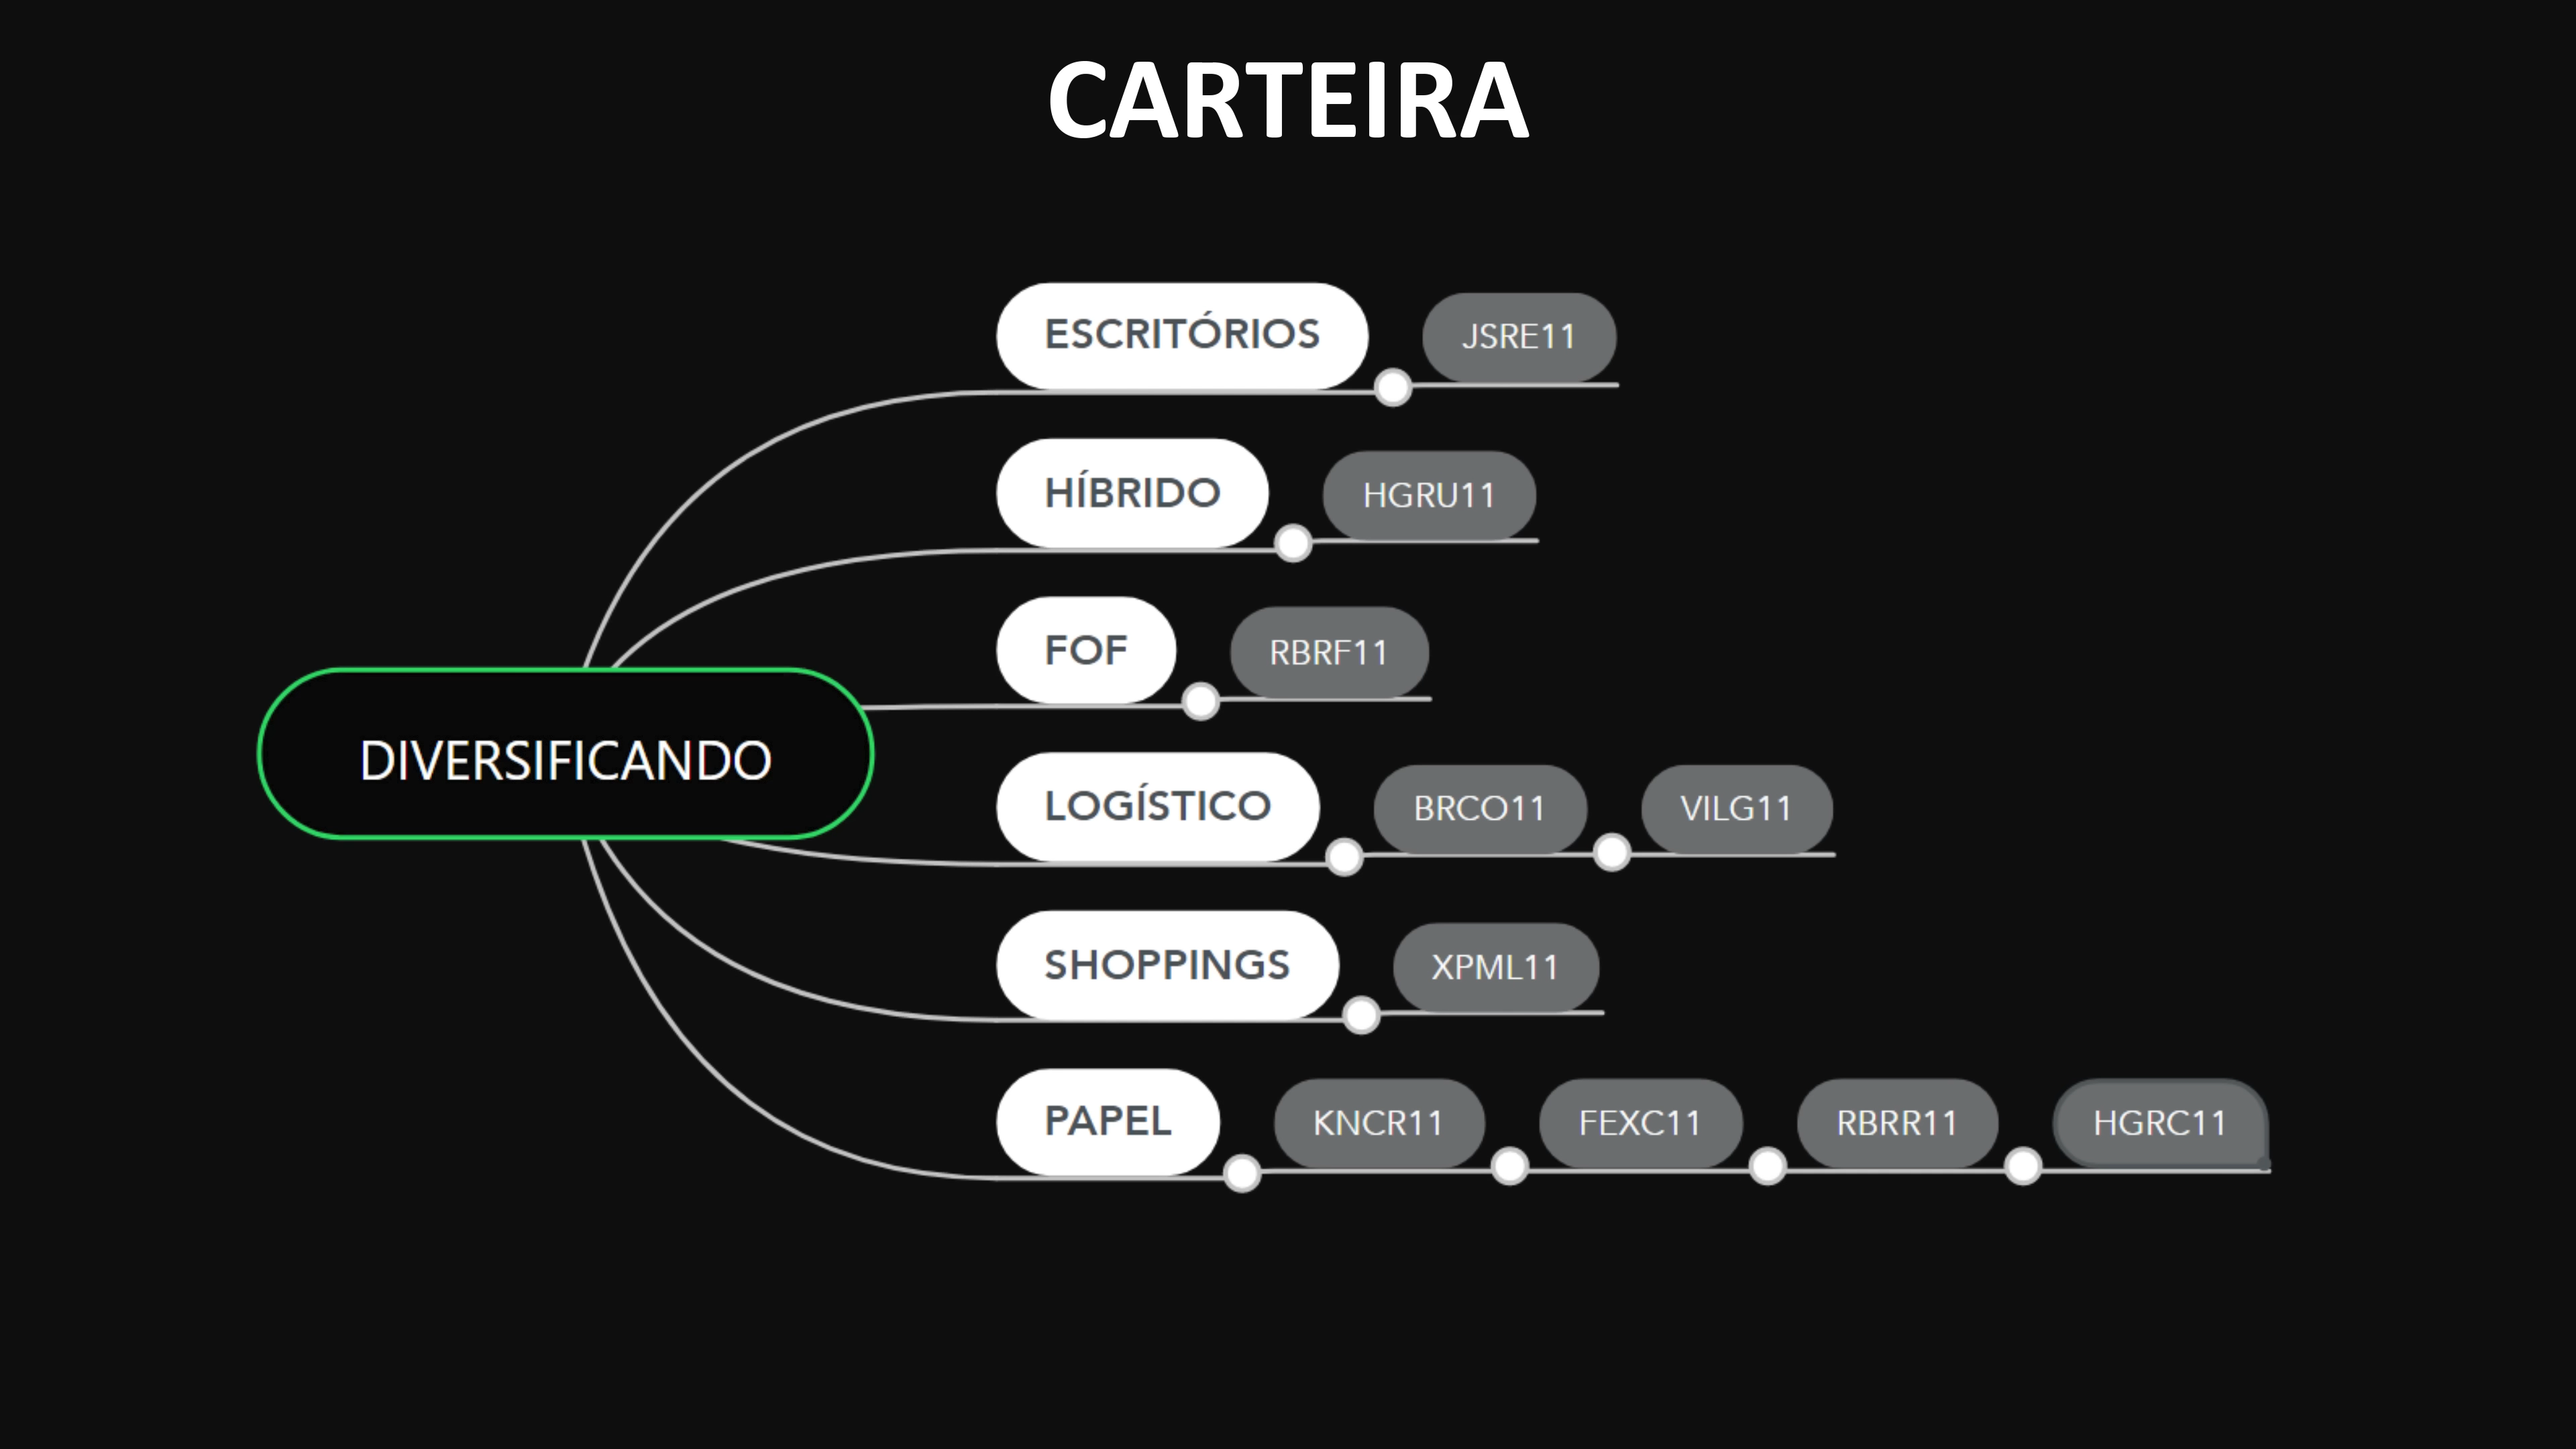 CARTEIRA
ESCRITÓRIOS JSRE11
HÍBRIDO HGRU11
FOF RBRF11
DIVERSIFICANDO
LOGÍSTICO BRCO11 VILG11
SHOPPINGS XPML11
PAPEL KNCR11 FEXC11 RBRR11 HGRC11